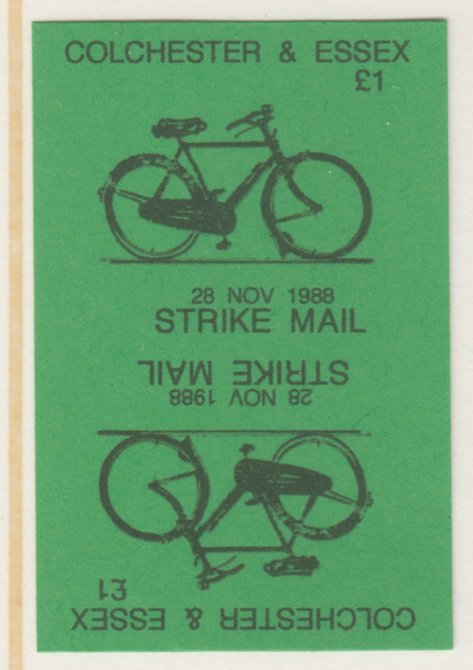 COLCHESTER & ESSEX
£1
28 NOV 1988
STRIKE MAIL
STRIKE MAIL
28 NOV 1988
£1
COLCHESTER & ESSEX